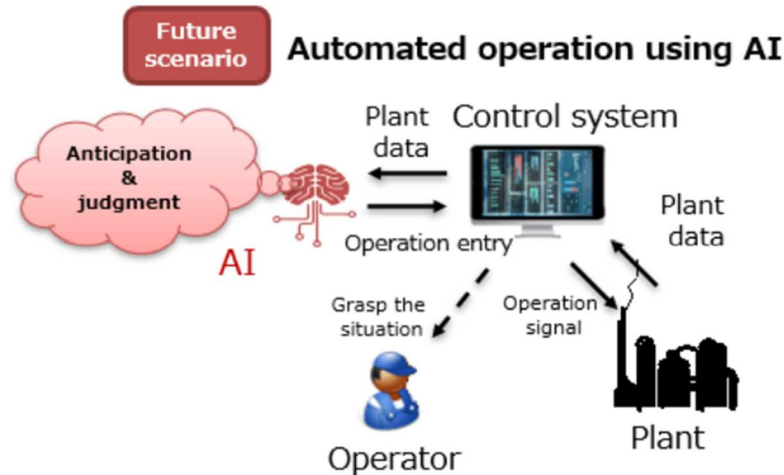 Future
scenario
Automated operation using AI
Anticipation
&
judgment
AI
Plant
data
Control system
Operation entry
Plant
data
Grasp the
situation
Operation
signal
Operator
Plant